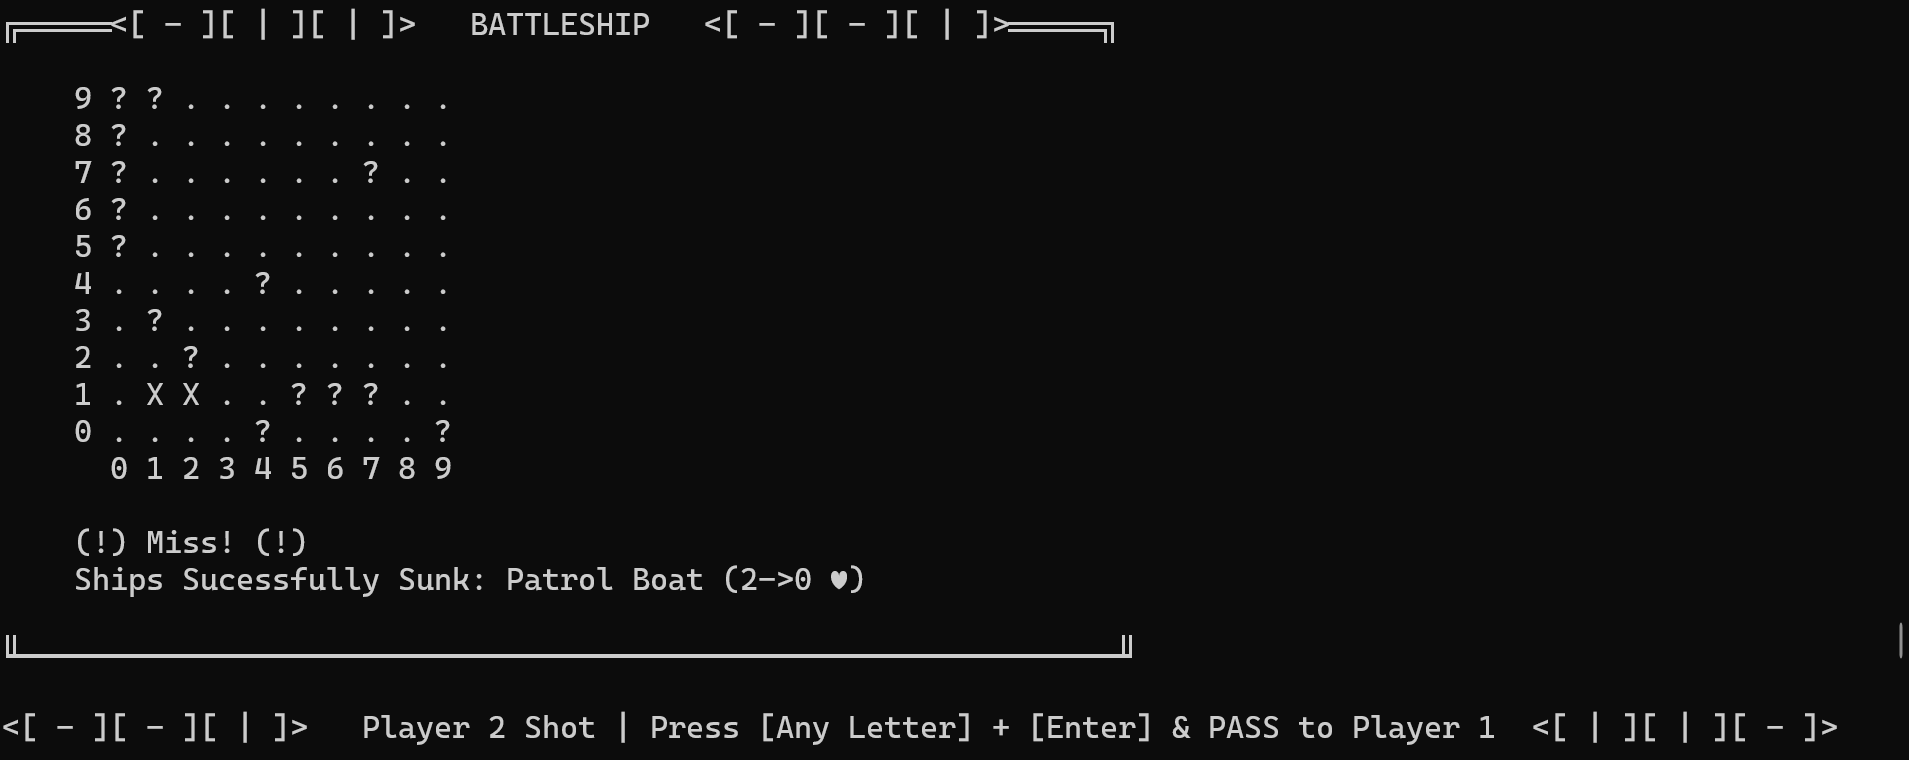 ╔═════<[ - ][ | ][ | ]>   BATTLESHIP   <[ - ][ - ][ | ]>═════╗
9 ? ? . . . . . . . .
8 ? . . . . . . . . .
7 ? . . . . . . ? . .
6 ? . . . . . . . . .
5 ? . . . . . . . . .
4 . . . . ? . . . . .
3 . ? . . . . . . . .
2 . . ? . . . . . . .
1 . X X . . ? ? ? . .
0 . . . . ? . . . . ?
  0 1 2 3 4 5 6 7 8 9
(!) Miss! (!)
Ships Sucessfully Sunk: Patrol Boat (2->0 ♥)
<[ - ][ - ][ | ]>   Player 2 Shot | Press [Any Letter] + [Enter] & PASS to Player 1  <[ | ][ | ][ - ]>